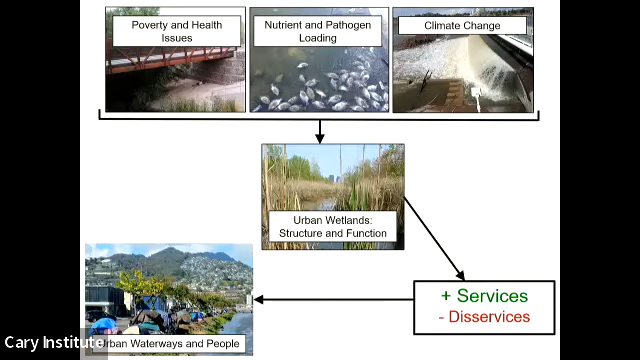 Poverty and Health
Issues
Nutrient and Pathogen
Loading
Climate Change
Urban Wetlands:
Structure and Function
+ Services
- Disservices
Urban Waterways and People
Cary Institute